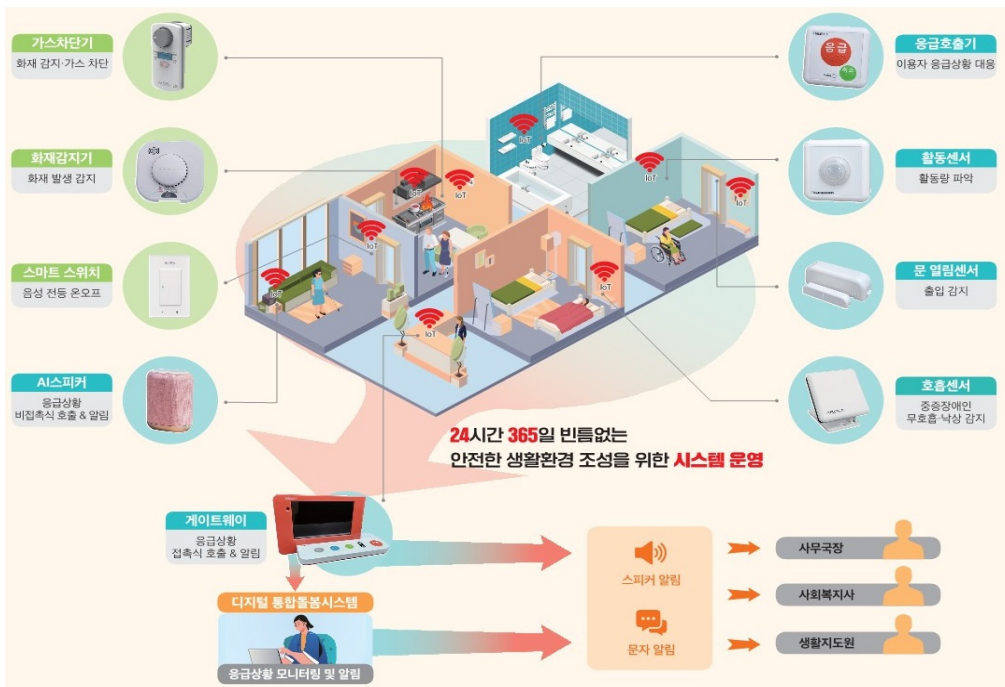 가스차단기
화재 감지·가스 차단
화재감지기
화재 발생 감지
스마트 스위치
음성 전등 온오프
AI스피커
응급상황
비접촉식 호출 & 알림
응급호출기
이용자 응급상황 대응
응급
활동센서
활동량 파악
문 열림센서
출입 감지
호흡센서
중증장애인
무호흡·낙상 감지
IoT
IoT
IoT
IoT
IoT
IoT
IoT
IoT
IoT
24시간 365일 빈틈없는
안전한 생활환경 조성을 위한 시스템 운영
게이트웨이
응급상황
접촉식 호출 & 알림
디지털 통합돌봄시스템
응급상황 모니터링 및 알림
스피커 알림
문자 알림
사무국장
사회복지사
생활지도원